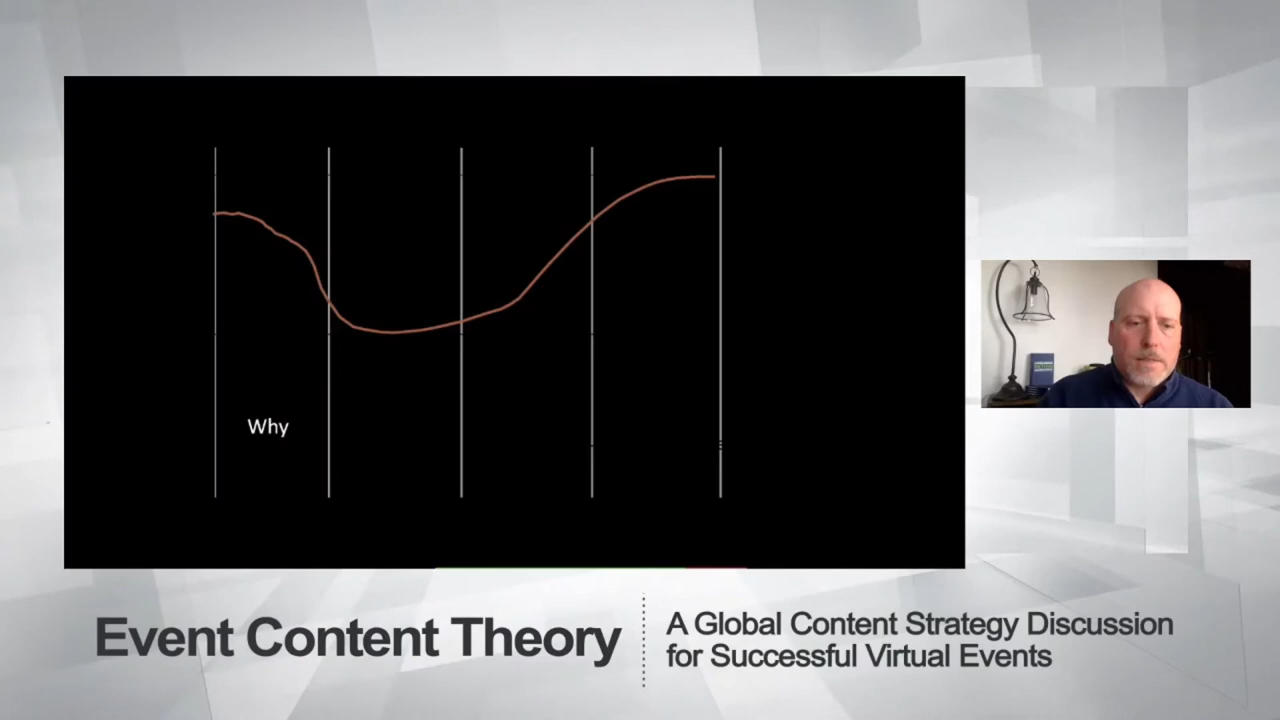 Why
Event Content Theory
A Global Content Strategy Discussion
for Successful Virtual Events